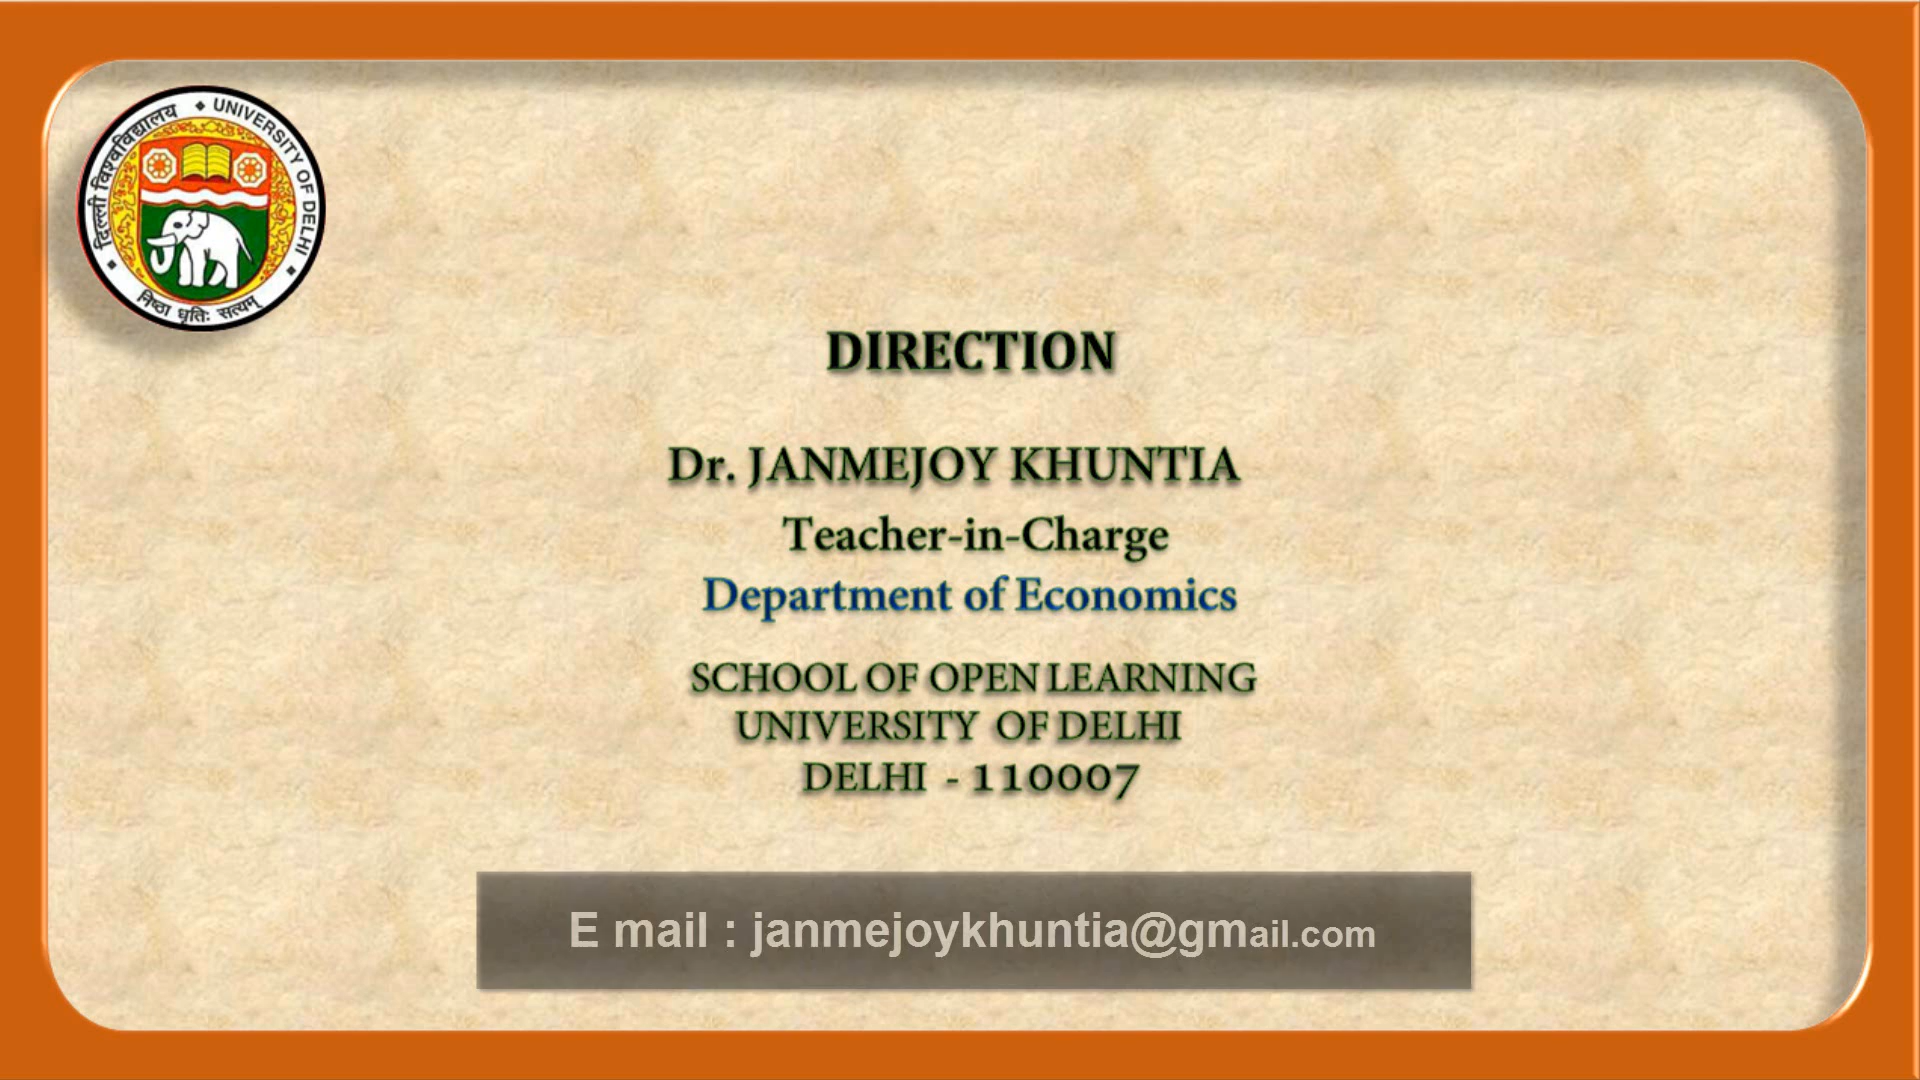 दिल्ली विश्वविद्यालय
UNIVERSITY OF DELHI
निष्ठा धृतिः सत्यम्
DIRECTION
Dr. JANMEJOY KHUNTIA
Teacher-in-Charge
Department of Economics
SCHOOL OF OPEN LEARNING
UNIVERSITY OF DELHI
DELHI - 110007
E mail : janmejoykhuntia@gmail.com